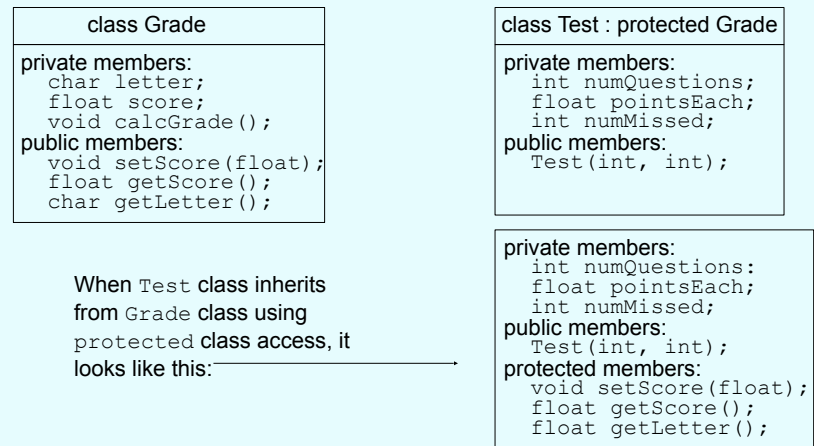 class Grade
private members:
char letter;
float score;
void calcGrade();
public members:
void setScore(float);
float getScore();
char getLetter();
class Test : protected Grade
private members:
int numQuestions;
float pointsEach;
int numMissed;
public members:
Test(int, int);
When Test class inherits
from Grade class using
protected class access, it
looks like this:
private members:
int numQuestions:
float pointsEach;
int numMissed;
public members:
Test(int, int);
protected members:
void setScore(float);
float getScore();
float getLetter();